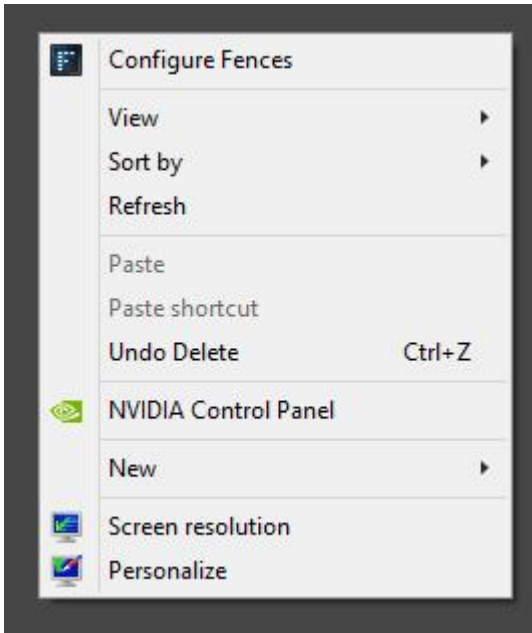 Configure Fences
View
Sort by
Refresh
Paste
Paste shortcut
Undo Delete Ctrl+Z
NVIDIA Control Panel
New
Screen resolution
Personalize